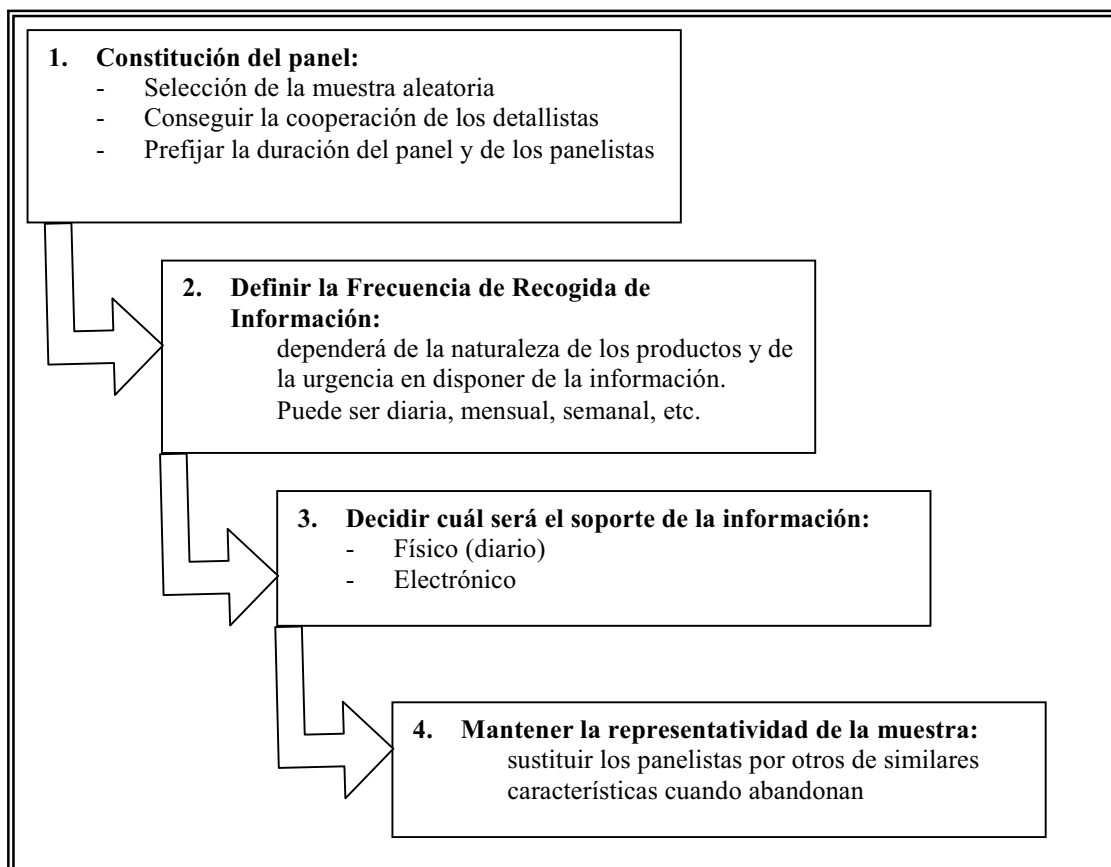 1. Constitución del panel:
- Selección de la muestra aleatoria
- Conseguir la cooperación de los detallistas
- Prefijar la duración del panel y de los panelistas
2. Definir la Frecuencia de Recogida de
Información:
dependerá de la naturaleza de los productos y de
la urgencia en disponer de la información.
Puede ser diaria, mensual, semanal, etc.
3. Decidir cuál será el soporte de la información:
- Físico (diario)
- Electrónico
4. Mantener la representatividad de la muestra:
sustituir los panelistas por otros de similares
características cuando abandonan